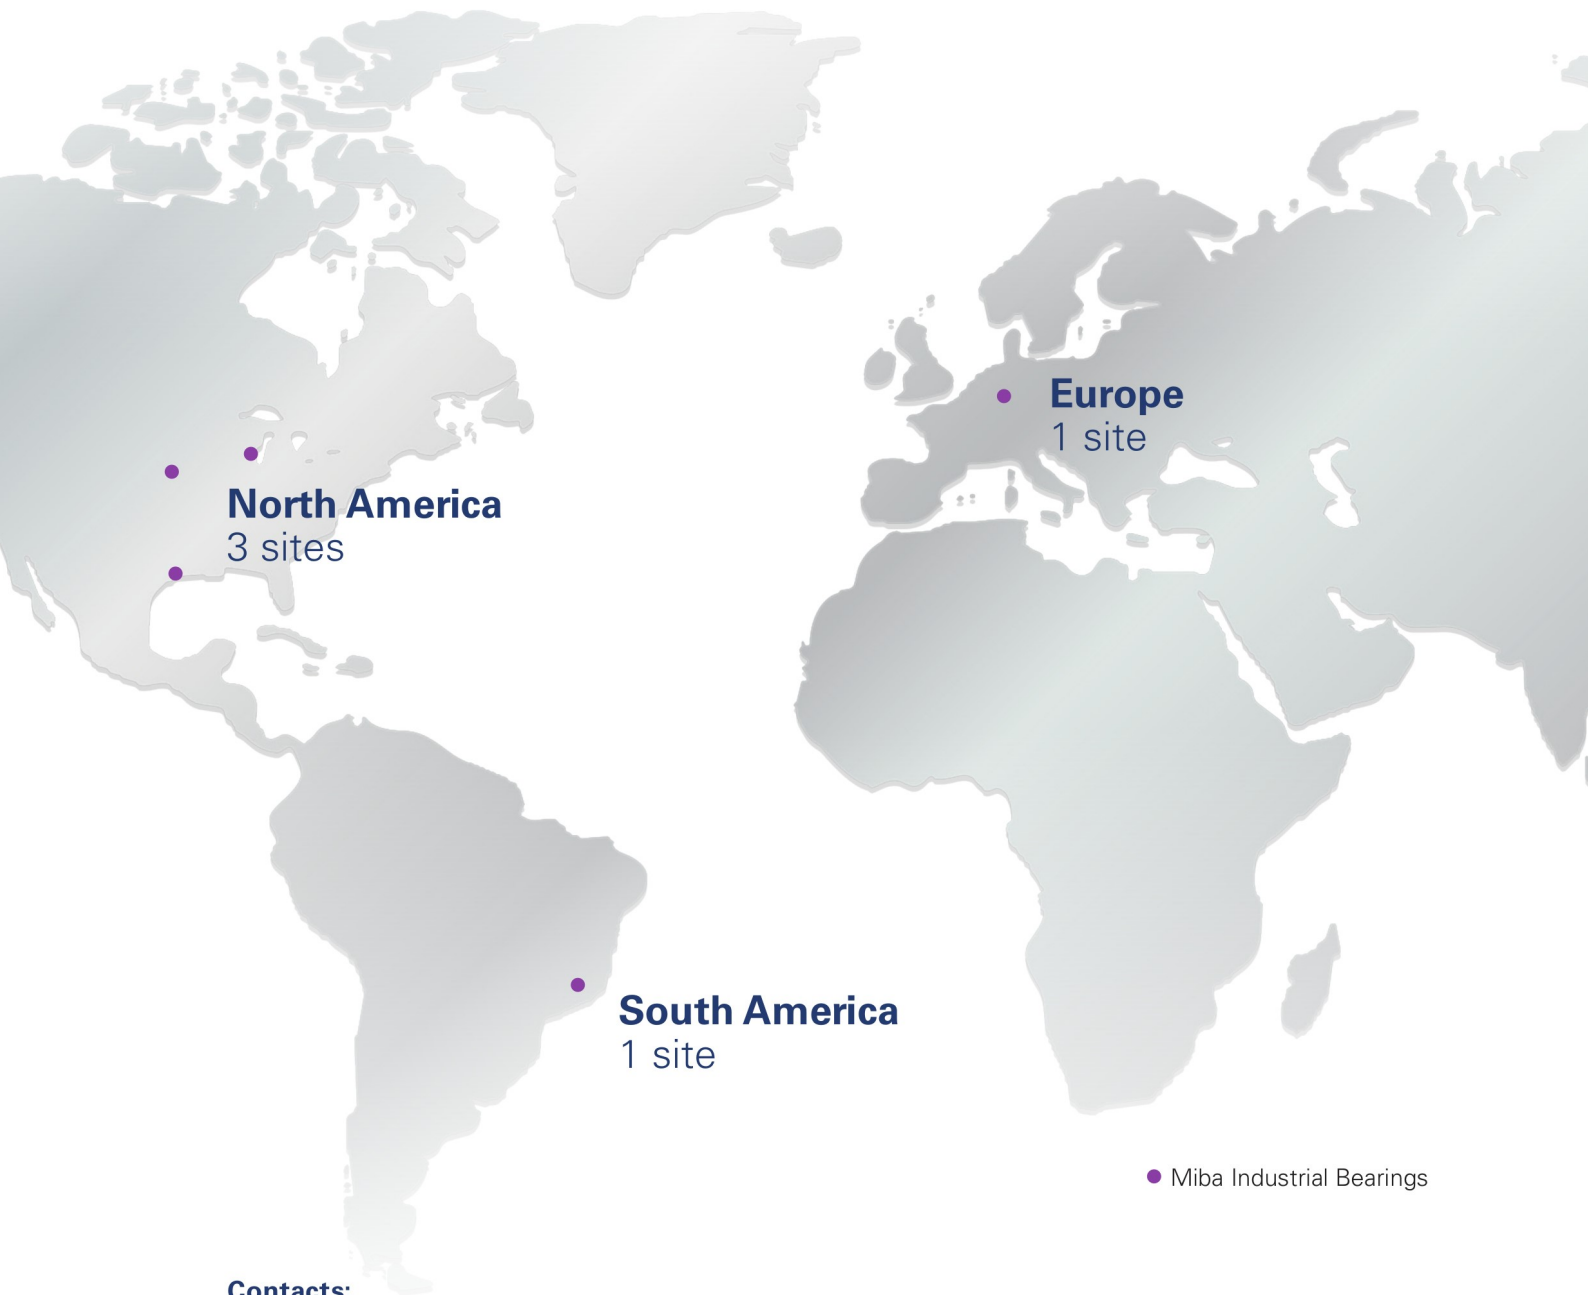 Europe
1 site
North America
3 sites
South America
1 site
Miba Industrial Bearings
Contacts: